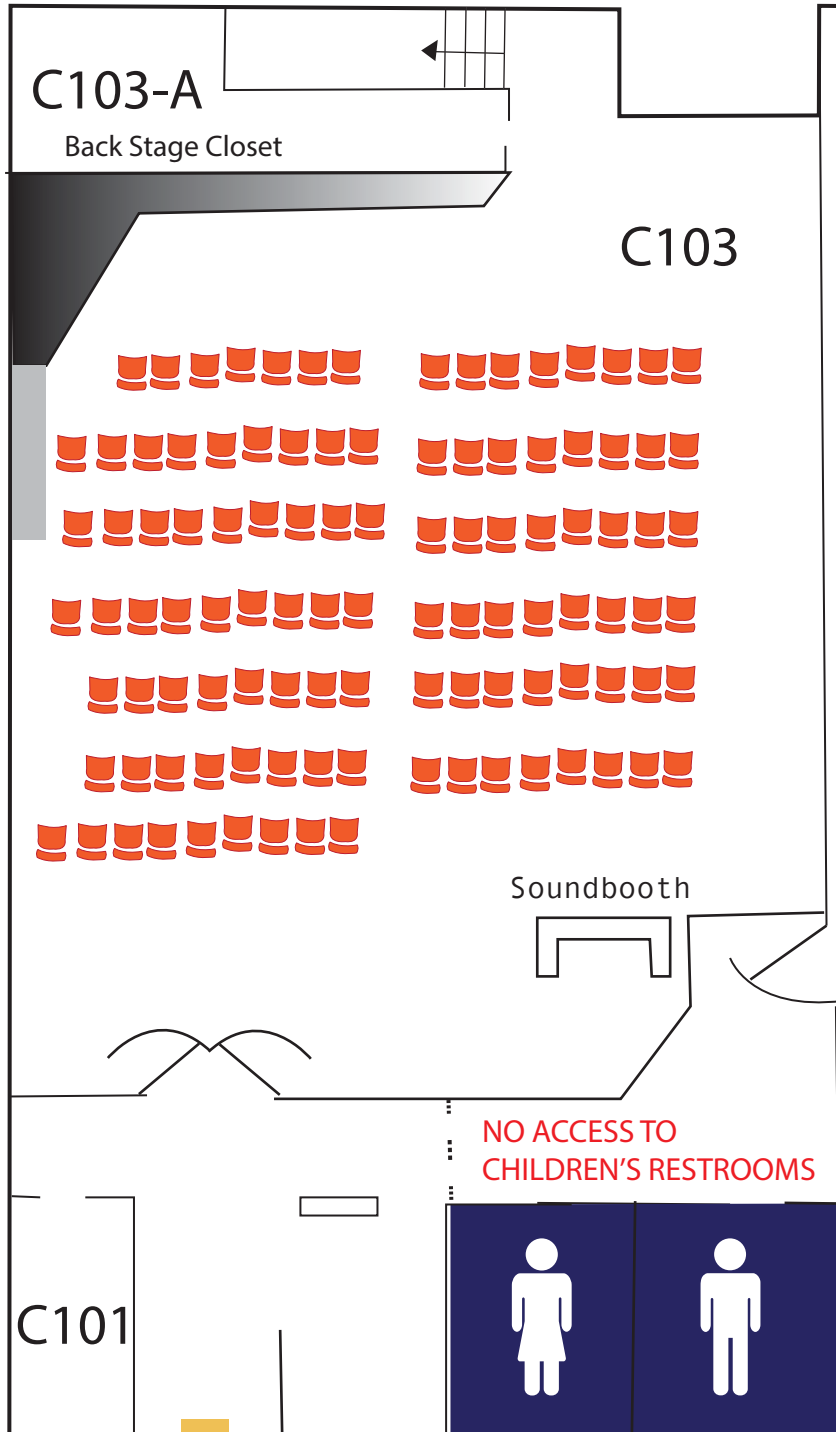 C103-A
Back Stage Closet
C103
Soundbooth
NO ACCESS TO
CHILDREN'S RESTROOMS
C101